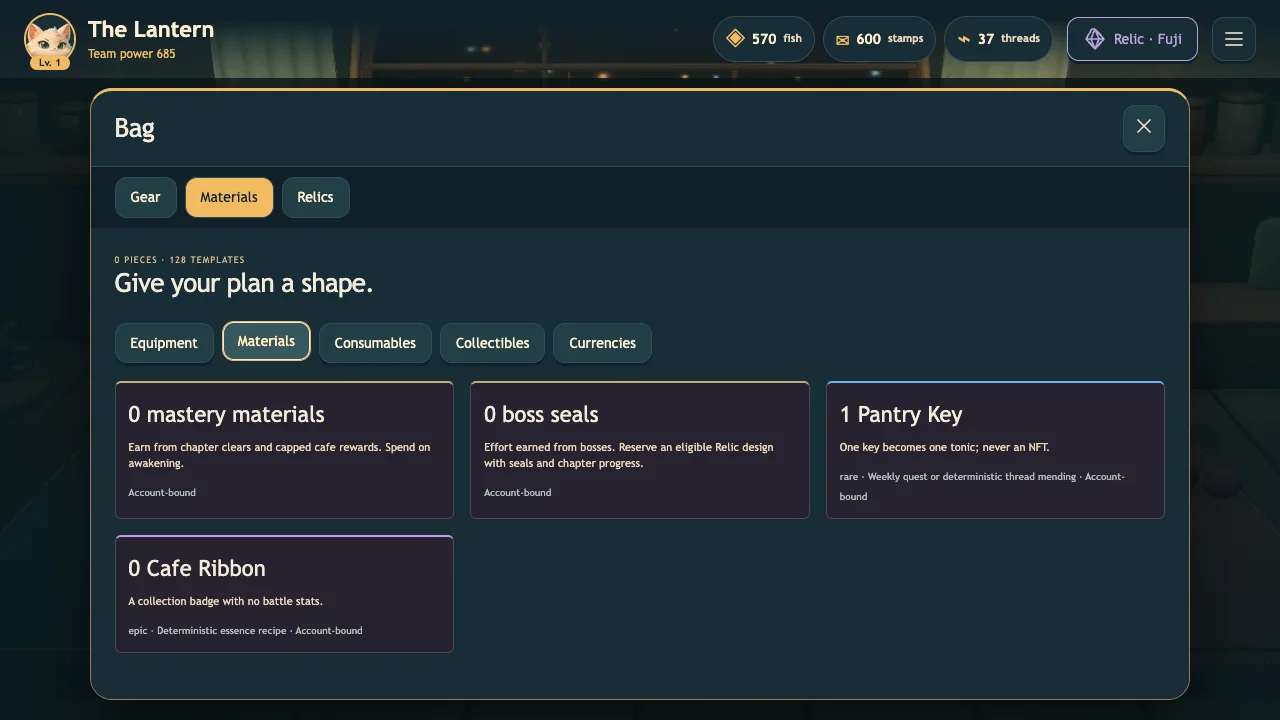 The Lantern
Team power 685
Lv. 1
570 fish
600 stamps
37 threads
Relic · Fuji
Bag
Gear
Materials
Relics
0 PIECES · 128 TEMPLATES
Give your plan a shape.
Equipment
Materials
Consumables
Collectibles
Currencies
0 mastery materials
Earn from chapter clears and capped cafe rewards. Spend on
awakening.
Account-bound
0 boss seals
Effort earned from bosses. Reserve an eligible Relic design
with seals and chapter progress.
Account-bound
1 Pantry Key
One key becomes one tonic; never an NFT.
rare · Weekly quest or deterministic thread mending · Account-
bound
0 Cafe Ribbon
A collection badge with no battle stats.
epic · Deterministic essence recipe · Account-bound